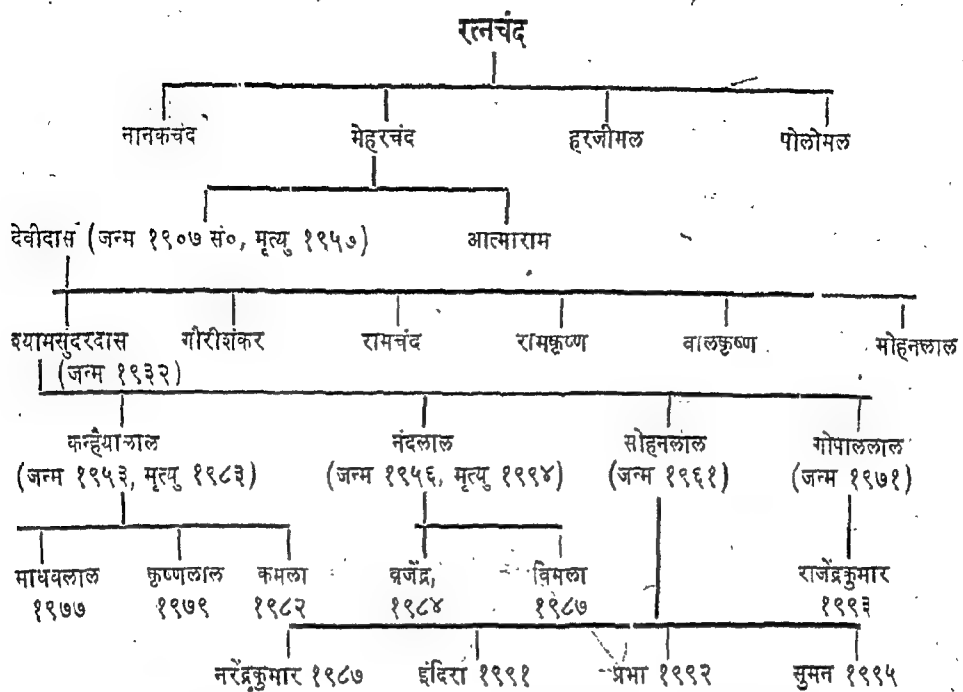 रत्नचंद
नानकचंद मेहरचंद हरजीमल पोलोमल
देवीदास (जन्म १९०७ सं०, मृत्यु १९५७) आत्माराम
श्यामसुंदरदास गौरीशंकर रामचंद रामकृष्ण बालकृष्ण मोहनलाल
(जन्म १९३२)
कन्हैयालाल नंदलाल सोहनलाल गोपाललाल
(जन्म १९५३, मृत्यु १९८३) (जन्म १९५६, मृत्यु १९९४) (जन्म १९६१) (जन्म १९७१)
माधवलाल कृष्णलाल कमला व्रजेंद्र, विमला राजेंद्रकुमार
१९७७ १९७९ १९८२ १९८४ १९८७ १९९३
नरेंद्रकुमार १९८७ इंदिरा १९९१ प्रभा १९९२ सुमन १९९५